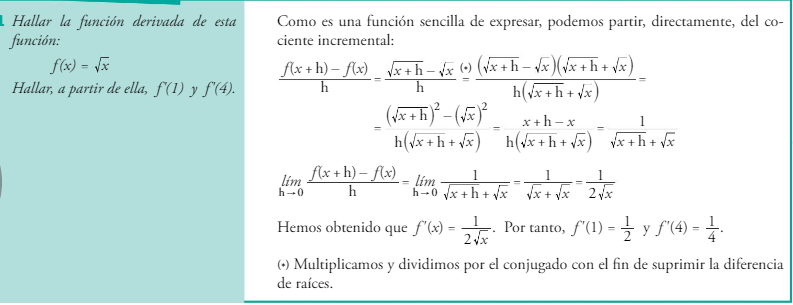 1 Hallar la función derivada de esta
función:
f(x) = √x
Hallar, a partir de ella, f'(1) y f'(4).
Como es una función sencilla de expresar, podemos partir, directamente, del co-
ciente incremental:
(f(x + h) – f(x))/h = (√(x + h) – √x)/h (•)= ((√(x + h) – √x)(√(x + h) + √x))/(h(√(x + h) + √x)) =
= ((√(x + h))² – (√x)²)/(h(√(x + h) + √x)) = (x + h – x)/(h(√(x + h) + √x)) = 1/(√(x + h) + √x)
lím h→0 (f(x + h) – f(x))/h = lím h→0 1/(√(x + h) + √x) = 1/(√x + √x) = 1/(2√x)
Hemos obtenido que f'(x) = 1/(2√x). Por tanto, f'(1) = 1/2 y f'(4) = 1/4.
(•) Multiplicamos y dividimos por el conjugado con el fin de suprimir la diferencia
de raíces.